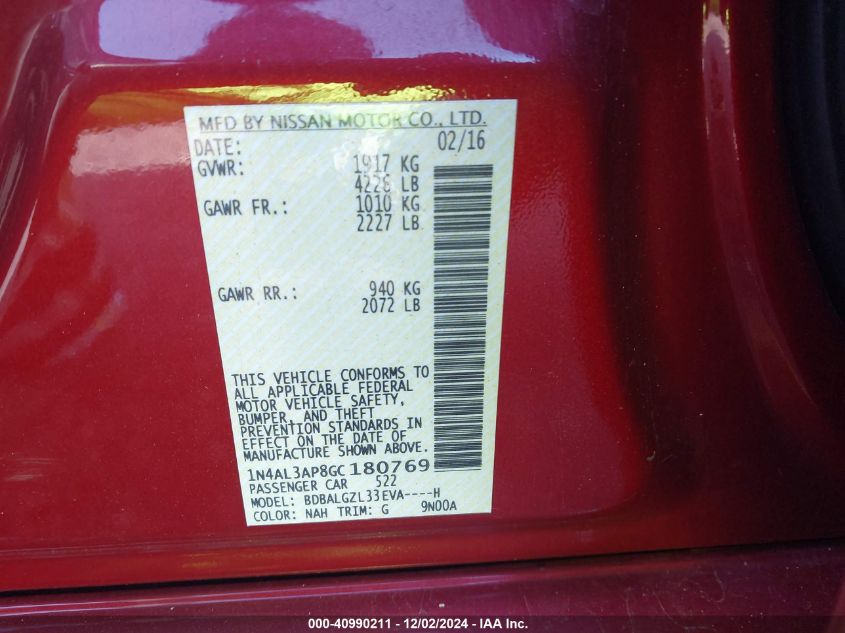 MFD BY NISSAN MOTOR CO., LTD.
DATE: 02/16
GVWR: 1917 KG
4226 LB
GAWR FR.: 1010 KG
2227 LB
GAWR RR.: 940 KG
2072 LB
THIS VEHICLE CONFORMS TO
ALL APPLICABLE FEDERAL
MOTOR VEHICLE SAFETY,
BUMPER, AND THEFT
PREVENTION STANDARDS IN
EFFECT ON THE DATE OF
MANUFACTURE SHOWN ABOVE.
1N4AL3AP8GC180769
PASSENGER CAR 522
MODEL: BDBALGZL33EVA----H
COLOR: NAH TRIM: G 9N00A
000-40990211 - 12/02/2024 - IAA Inc.